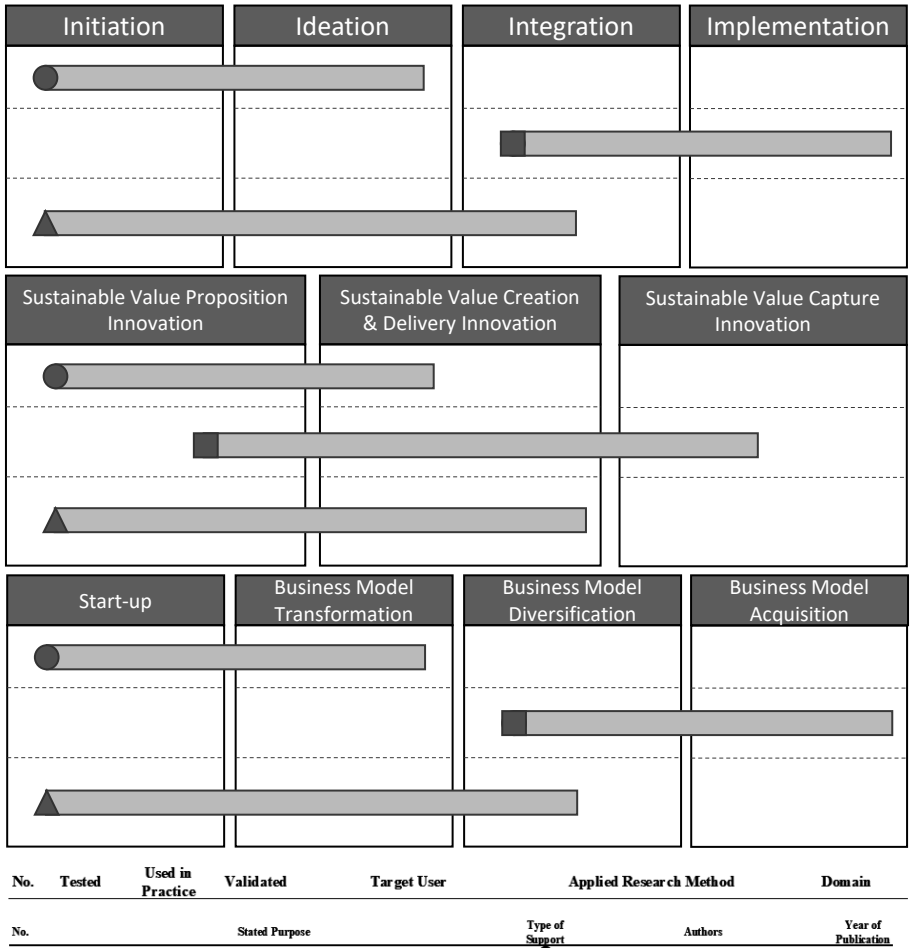 Initiation Ideation Integration Implementation
Sustainable Value Proposition
Innovation
Sustainable Value Creation
& Delivery Innovation
Sustainable Value Capture
Innovation
Start-up
Business Model
Transformation
Business Model
Diversification
Business Model
Acquisition
No. Tested Used in
Practice Validated Target User Applied Research Method Domain
No. Stated Purpose Type of
Support Authors Year of
Publication